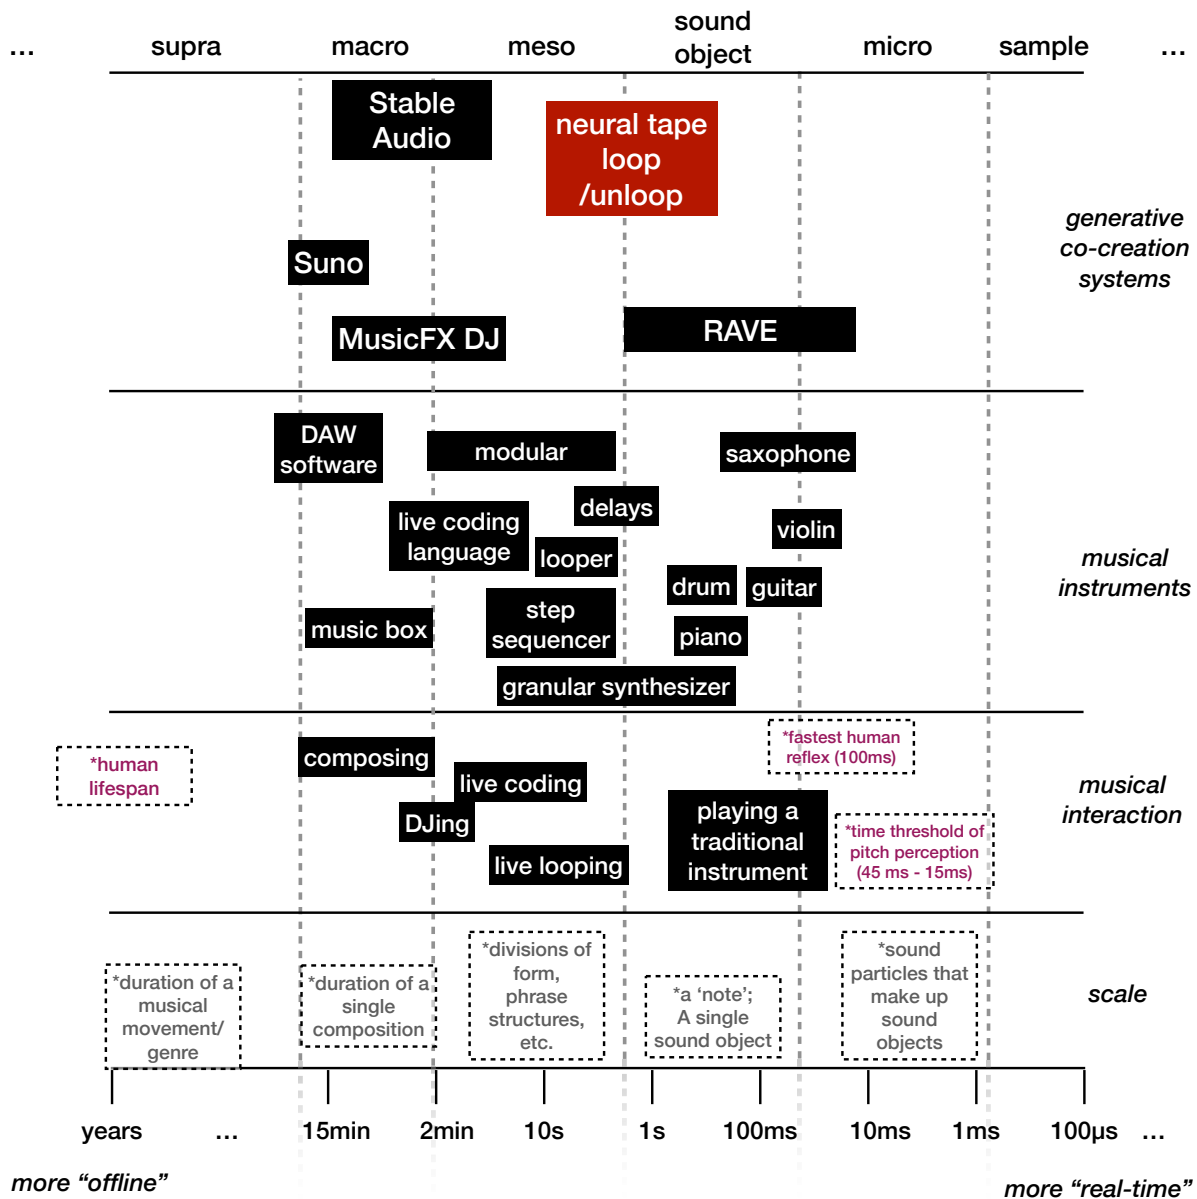 ... supra macro meso sound object micro sample ...
Stable
Audio
neural tape
loop
/unloop
generative
co-creation
systems
Suno
MusicFX DJ
RAVE
DAW
software
modular
saxophone
delays
live coding
language
violin
looper
musical
instruments
drum
guitar
step
sequencer
music box
piano
granular synthesizer
*human
lifespan
composing
*fastest human
reflex (100ms)
live coding
musical
interaction
DJing
playing a
traditional
instrument
*time threshold of
pitch perception
(45 ms - 15ms)
live looping
*duration of a
musical
movement/
genre
*duration of a
single
composition
*divisions of
form,
phrase
structures,
etc.
*a ‘note’;
A single
sound object
*sound
particles that
make up
sound
objects
scale
years ... 15min 2min 10s 1s 100ms 10ms 1ms 100µs ...
more “offline”
more “real-time”